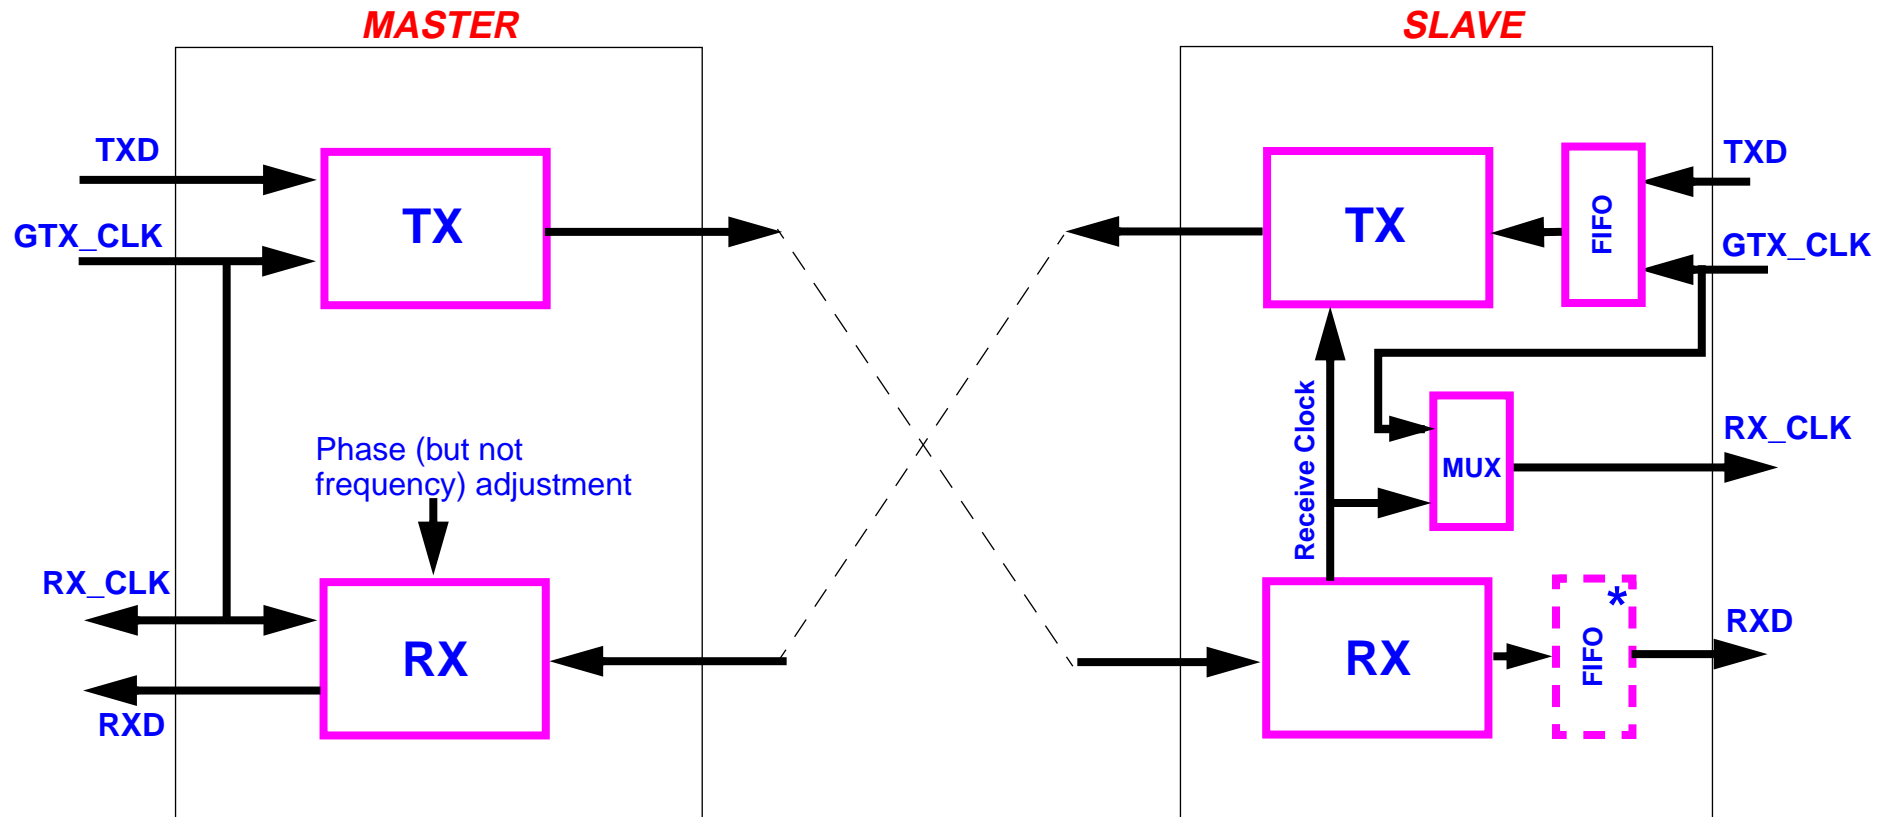 MASTER
SLAVE
TXD
GTX_CLK
TX
Phase (but not
frequency) adjustment
RX_CLK
RX
RXD
TX
FIFO
TXD
GTX_CLK
Receive Clock
MUX
RX_CLK
RX
FIFO
*
RXD